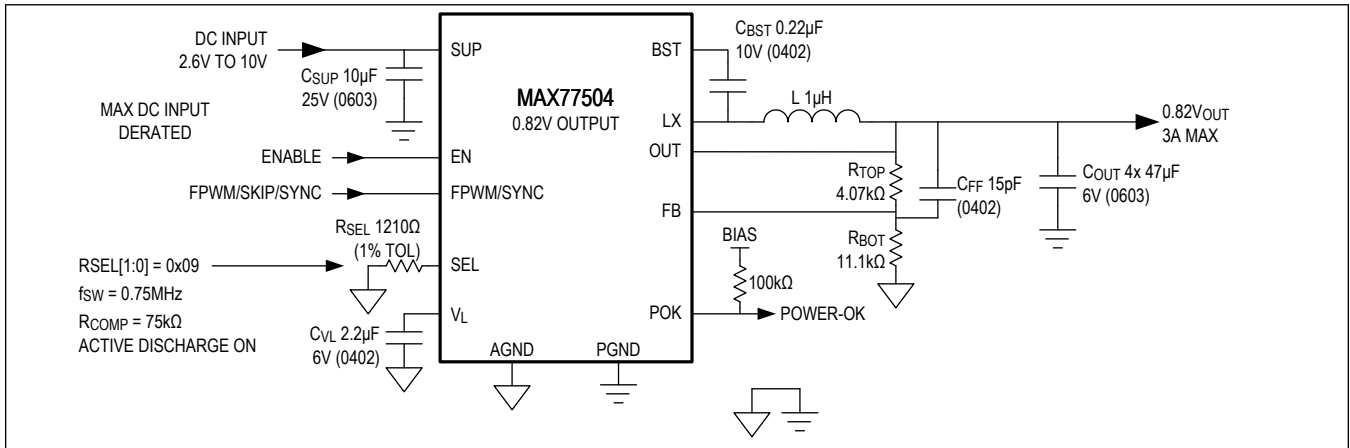 DC INPUT
2.6V TO 10V
CSUP 10µF
25V (0603)
MAX DC INPUT
DERATED
ENABLE
FPWM/SKIP/SYNC
RSEL 1210Ω
(1% TOL)
RSEL[1:0] = 0x09
fSW = 0.75MHz
RCOMP = 75kΩ
ACTIVE DISCHARGE ON
CVL 2.2µF
6V (0402)
SUP
EN
FPWM/SYNC
SEL
VL
MAX77504
0.82V OUTPUT
AGND
PGND
BST
LX
OUT
FB
POK
CBST 0.22µF
10V (0402)
L 1µH
0.82VOUT
3A MAX
RTOP
4.07kΩ
CFF 15pF
(0402)
COUT 4x 47µF
6V (0603)
RBOT
11.1kΩ
BIAS
100kΩ
POWER-OK